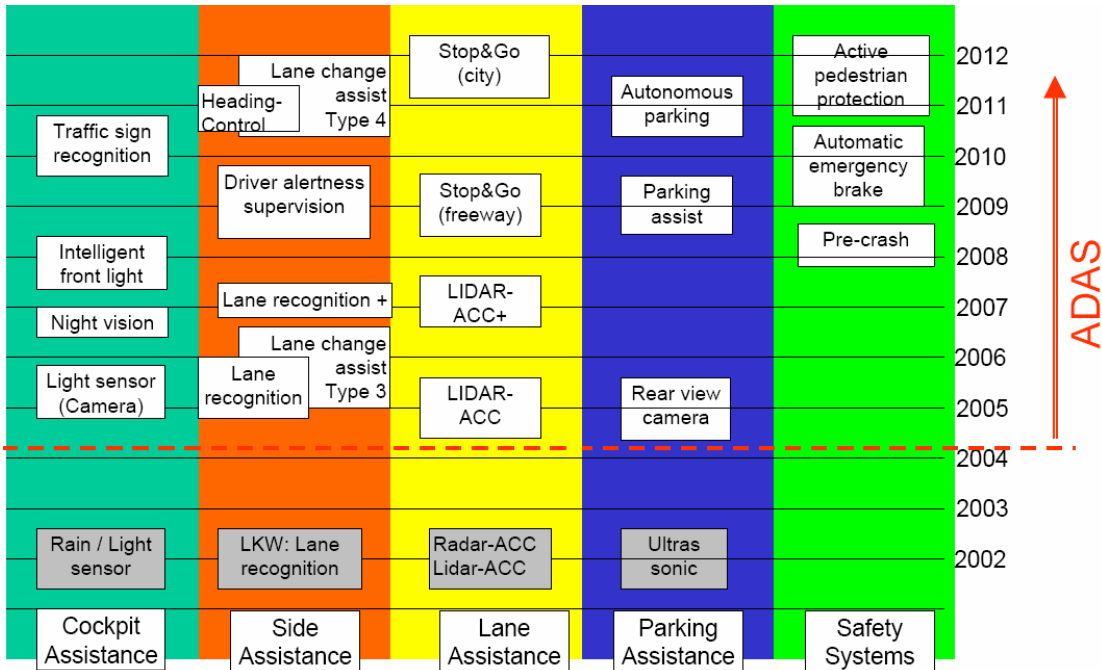 Stop&Go
(city)
Active
pedestrian
protection
2012
Lane change
assist
Type 4
Heading-
Control
Autonomous
parking
2011
Traffic sign
recognition
Automatic
emergency
brake
2010
Driver alertness
supervision
Stop&Go
(freeway)
Parking
assist
2009
Intelligent
front light
Pre-crash
2008
Night vision
Lane recognition +
LIDAR-
ACC+
2007
Lane change
assist
Type 3
2006
Light sensor
(Camera)
Lane
recognition
LIDAR-
ACC
Rear view
camera
2005
ADAS
2004
2003
Rain / Light
sensor
LKW: Lane
recognition
Radar-ACC
Lidar-ACC
Ultras
sonic
2002
Cockpit
Assistance
Side
Assistance
Lane
Assistance
Parking
Assistance
Safety
Systems